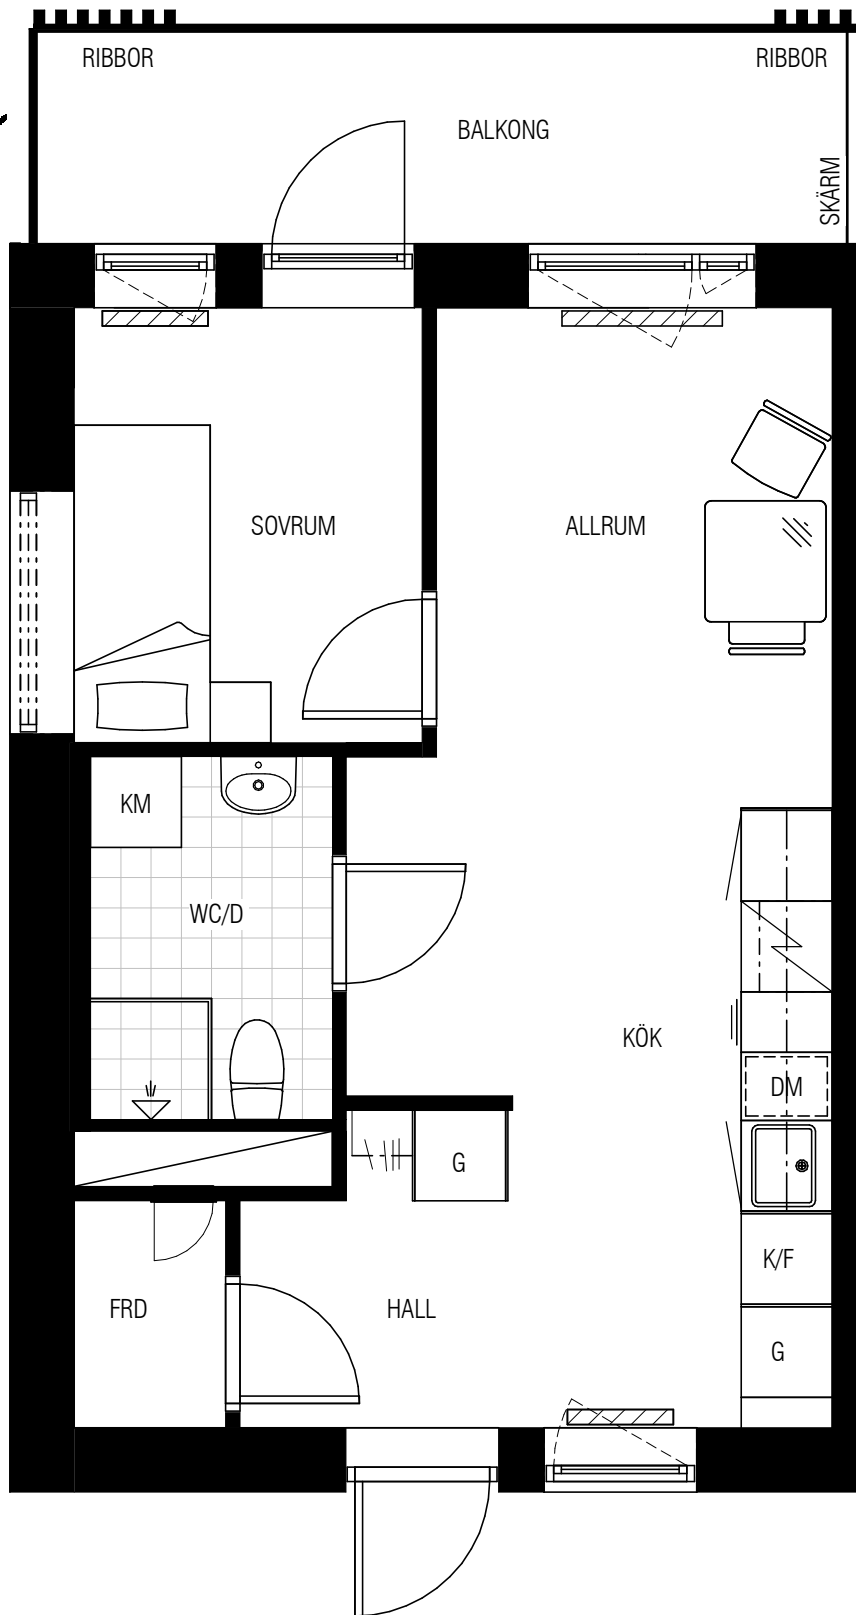 RIBBOR
RIBBOR
BALKONG
SKÄRM
SOVRUM
ALLRUM
KM
WC/D
KÖK
DM
G
K/F
FRD
HALL
G